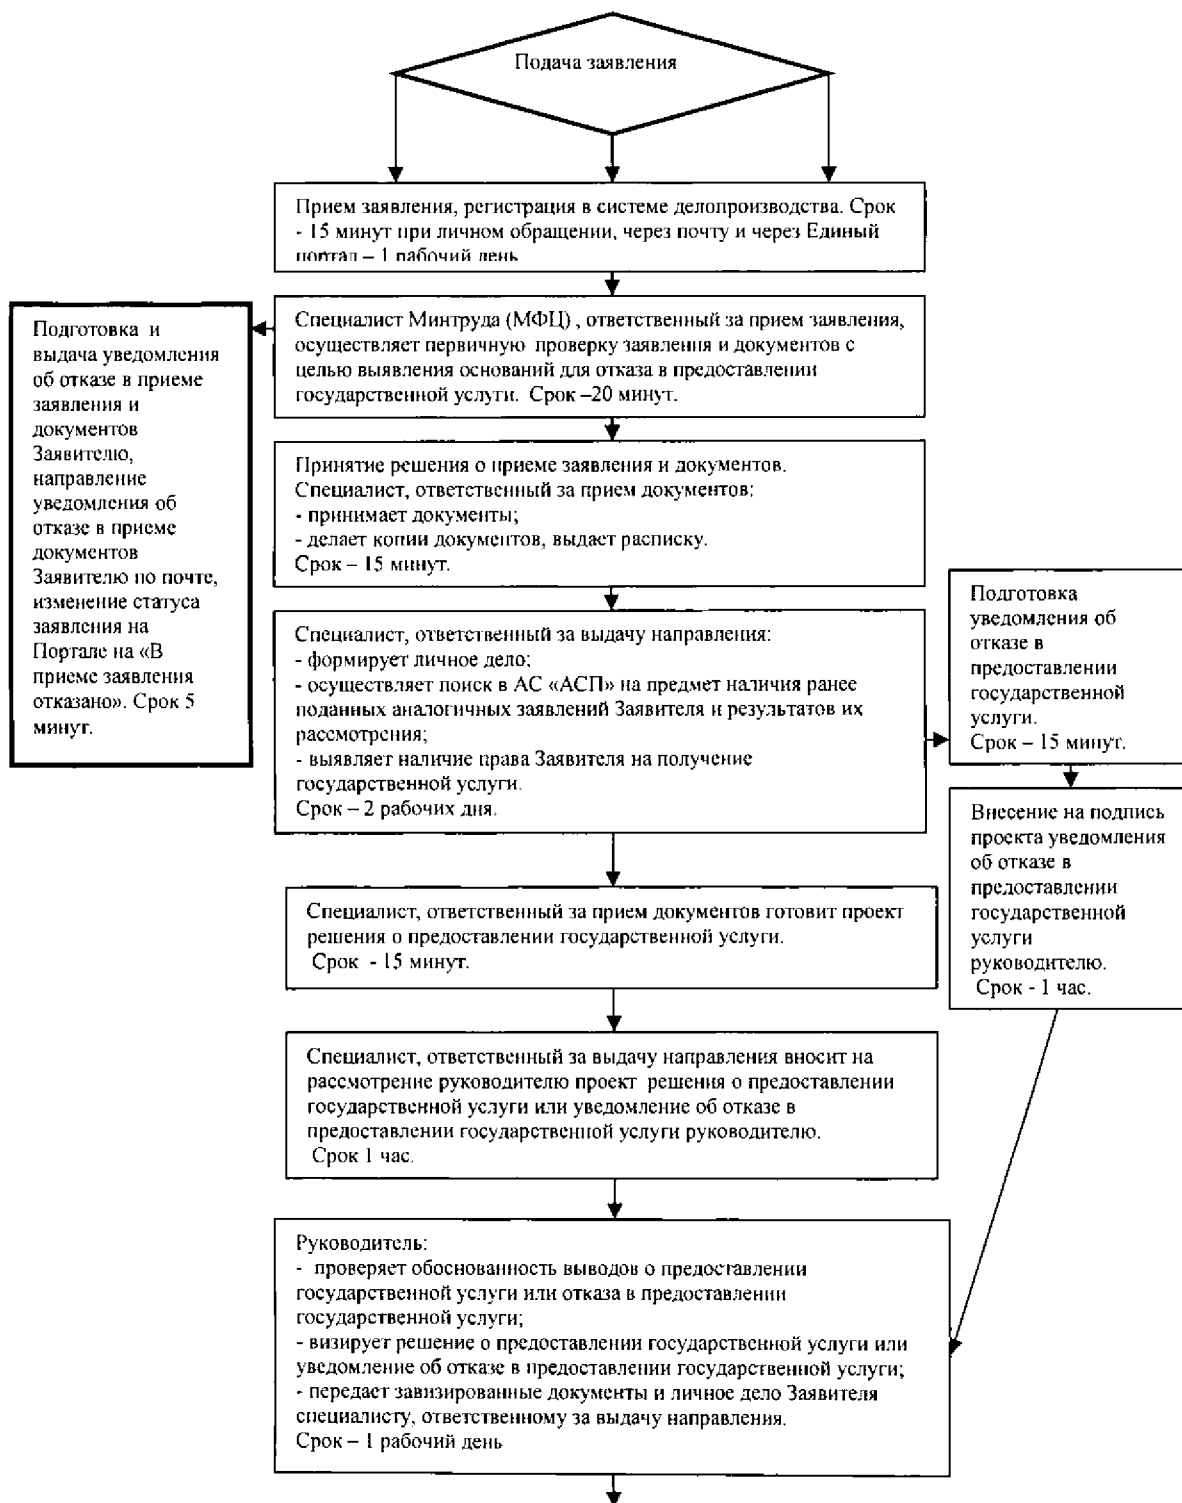 Подача заявления
Прием заявления, регистрация в системе делопроизводства. Срок
- 15 минут при личном обращении, через почту и через Единый
портал – 1 рабочий день
Подготовка и
выдача уведомления
об отказе в приеме
заявления и
документов
Заявителю,
направление
уведомления об
отказе в приеме
документов
Заявителю по почте,
изменение статуса
заявления на
Портале на «В
приеме заявления
отказано». Срок 5
минут.
Специалист Минтруда (МФЦ) , ответственный за прием заявления,
осуществляет первичную проверку заявления и документов с
целью выявления оснований для отказа в предоставлении
государственной услуги. Срок –20 минут.
Принятие решения о приеме заявления и документов.
Специалист, ответственный за прием документов:
- принимает документы;
- делает копии документов, выдает расписку.
Срок – 15 минут.
Специалист, ответственный за выдачу направления:
- формирует личное дело;
- осуществляет поиск в АС «АСП» на предмет наличия ранее
поданных аналогичных заявлений Заявителя и результатов их
рассмотрения;
- выявляет наличие права Заявителя на получение
государственной услуги.
Срок – 2 рабочих дня.
Подготовка
уведомления об
отказе в
предоставлении
государственной
услуги.
Срок – 15 минут.
Внесение на подпись
проекта уведомления
об отказе в
предоставлении
государственной
услуги
руководителю.
Срок - 1 час.
Специалист, ответственный за прием документов готовит проект
решения о предоставлении государственной услуги.
Срок - 15 минут.
Специалист, ответственный за выдачу направления вносит на
рассмотрение руководителю проект решения о предоставлении
государственной услуги или уведомление об отказе в
предоставлении государственной услуги руководителю.
Срок 1 час.
Руководитель:
- проверяет обоснованность выводов о предоставлении
государственной услуги или отказа в предоставлении
государственной услуги;
- визирует решение о предоставлении государственной услуги или
уведомление об отказе в предоставлении государственной услуги;
- передает завизированные документы и личное дело Заявителя
специалисту, ответственному за выдачу направления.
Срок – 1 рабочий день